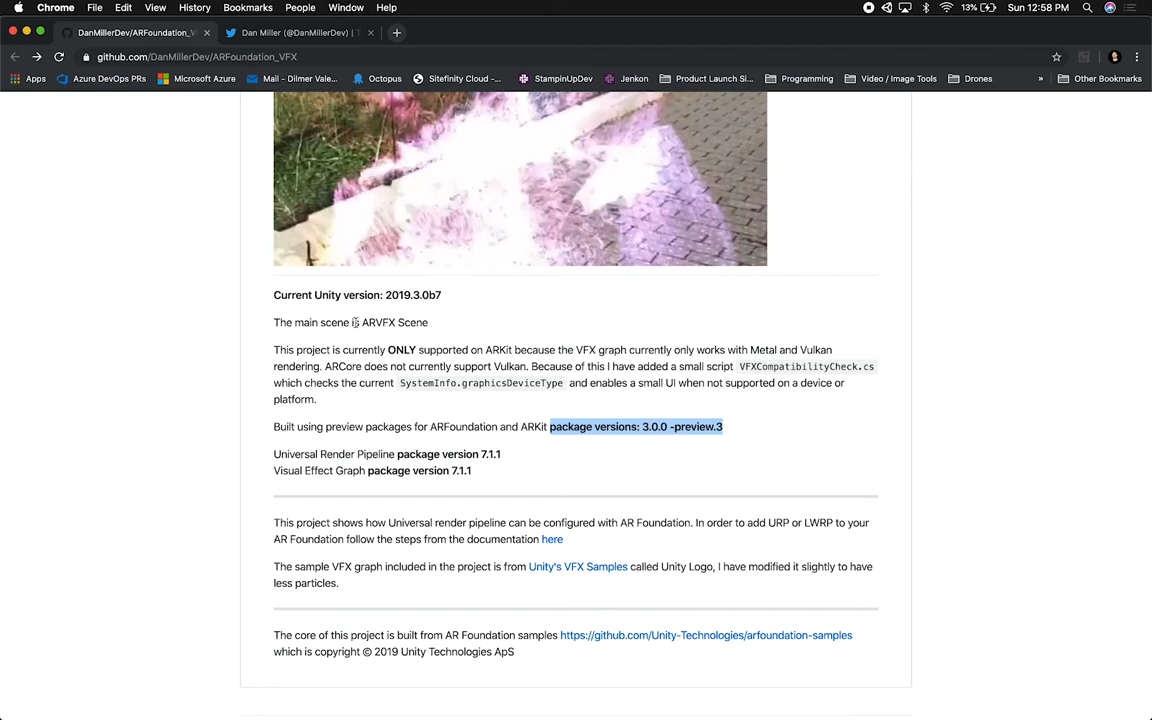 Chrome File Edit View History Bookmarks People Window Help 13% Sun 12:58 PM
DanMillerDev/ARFoundation_V Dan Miller (@DanMillerDev) | T
github.com/DanMillerDev/ARFoundation_VFX
Apps Azure DevOps PRs Microsoft Azure Mail - Dilmer Vale... Octopus Sitefinity Cloud -... StampinUpDev Jenkon Product Launch Si... Programming Video / Image Tools Drones » Other Bookmarks
Current Unity version: 2019.3.0b7
The main scene is ARVFX Scene
This project is currently ONLY supported on ARKit because the VFX graph currently only works with Metal and Vulkan
rendering. ARCore does not currently support Vulkan. Because of this I have added a small script VFXCompatibilityCheck.cs
which checks the current SystemInfo.graphicsDeviceType and enables a small UI when not supported on a device or
platform.
Built using preview packages for ARFoundation and ARKit package versions: 3.0.0 -preview.3
Universal Render Pipeline package version 7.1.1
Visual Effect Graph package version 7.1.1
This project shows how Universal render pipeline can be configured with AR Foundation. In order to add URP or LWRP to your
AR Foundation follow the steps from the documentation here
The sample VFX graph included in the project is from Unity's VFX Samples called Unity Logo, I have modified it slightly to have
less particles.
The core of this project is built from AR Foundation samples https://github.com/Unity-Technologies/arfoundation-samples
which is copyright © 2019 Unity Technologies ApS